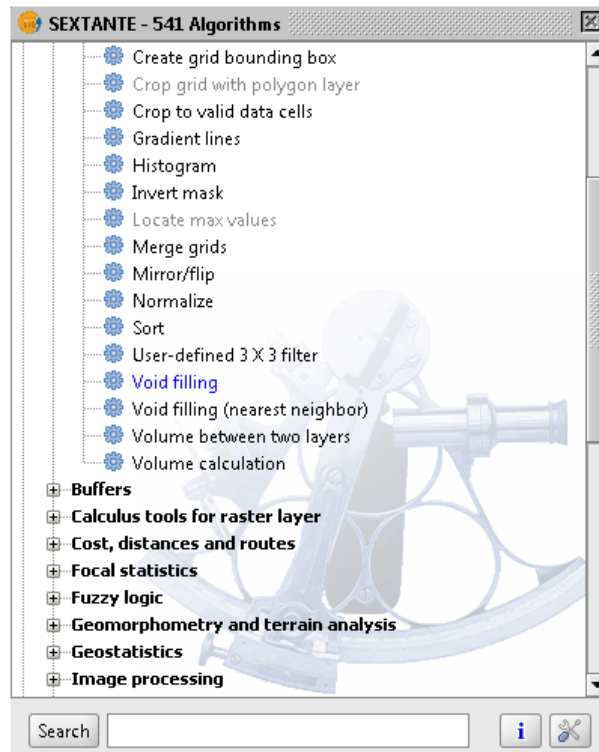 SEXTANTE - 541 Algorithms
Create grid bounding box
Crop grid with polygon layer
Crop to valid data cells
Gradient lines
Histogram
Invert mask
Locate max values
Merge grids
Mirror/flip
Normalize
Sort
User-defined 3 X 3 filter
Void filling
Void filling (nearest neighbor)
Volume between two layers
Volume calculation
Buffers
Calculus tools for raster layer
Cost, distances and routes
Focal statistics
Fuzzy logic
Geomorphometry and terrain analysis
Geostatistics
Image processing
Search